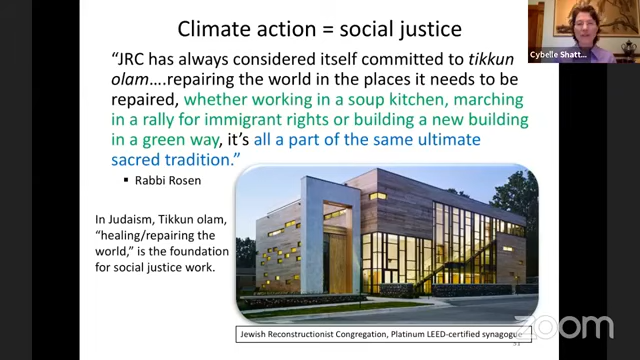 Climate action = social justice
“JRC has always considered itself committed to tikkun
olam….repairing the world in the places it needs to be
repaired, whether working in a soup kitchen, marching
in a rally for immigrant rights or building a new building
in a green way, it’s all a part of the same ultimate
sacred tradition.”
▪ Rabbi Rosen
In Judaism, Tikkun olam,
“healing/repairing the
world,” is the foundation
for social justice work.
Jewish Reconstructionist Congregation, Platinum LEED-certified synagogue
Cybelle Shatt...
zoom